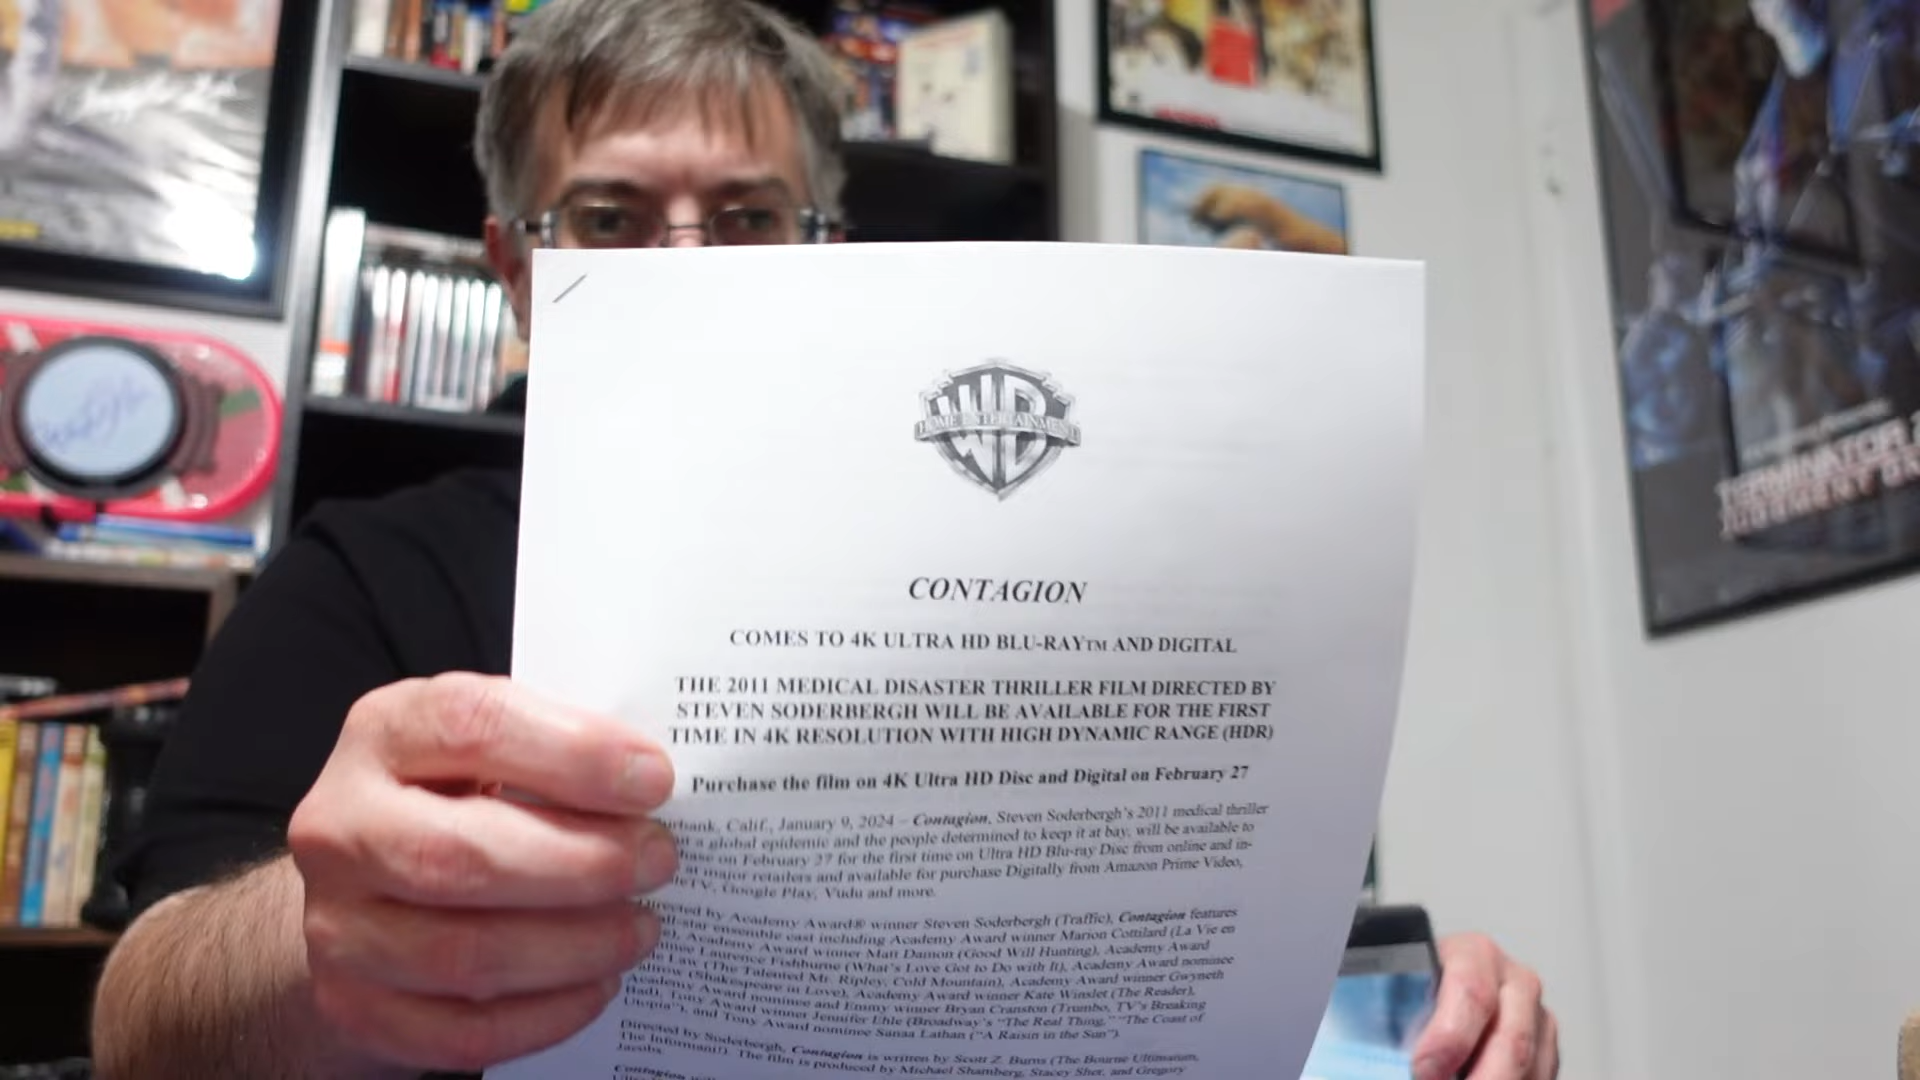 WB
HOME ENTERTAINMENT
CONTAGION
COMES TO 4K ULTRA HD BLU-RAY™ AND DIGITAL
THE 2011 MEDICAL DISASTER THRILLER FILM DIRECTED BY
STEVEN SODERBERGH WILL BE AVAILABLE FOR THE FIRST
TIME IN 4K RESOLUTION WITH HIGH DYNAMIC RANGE (HDR)
Purchase the film on 4K Ultra HD Disc and Digital on February 27
Calif., January 9, 2024 – Contagion, Steven Soderbergh's 2011 medical thriller
a global epidemic and the people determined to keep it at bay, will be available to
on February 27 for the first time on Ultra HD Blu-ray Disc from online and in-
at major retailers and available for purchase Digitally from Amazon Prime Video,
Google Play, Vudu and more.
Directed by Academy Award® winner Steven Soderbergh (Traffic), Contagion features
all-star ensemble cast including Academy Award winner Marion Cotillard (La Vie en
Academy Award winner Matt Damon (Good Will Hunting), Academy Award
Laurence Fishburne (What's Love Got to Do with It), Academy Award nominee
Law (The Talented Mr. Ripley, Cold Mountain), Academy Award winner Gwyneth
(Shakespeare in Love), Academy Award winner Kate Winslet (The Reader),
Academy Award nominee and Emmy winner Bryan Cranston (Trumbo, TV's Breaking
Bad), Tony Award winner Jennifer Ehle (Broadway's "The Real Thing," "The Coast of
Utopia"), and Tony Award nominee Sanaa Lathan ("A Raisin in the Sun").
Directed by Soderbergh, Contagion is written by Scott Z. Burns (The Bourne Ultimatum,
The Informant!). The film is produced by Michael Shamberg, Stacey Sher, and Gregory
Jacobs.
Contagion
TERMINATOR 2
JUDGMENT